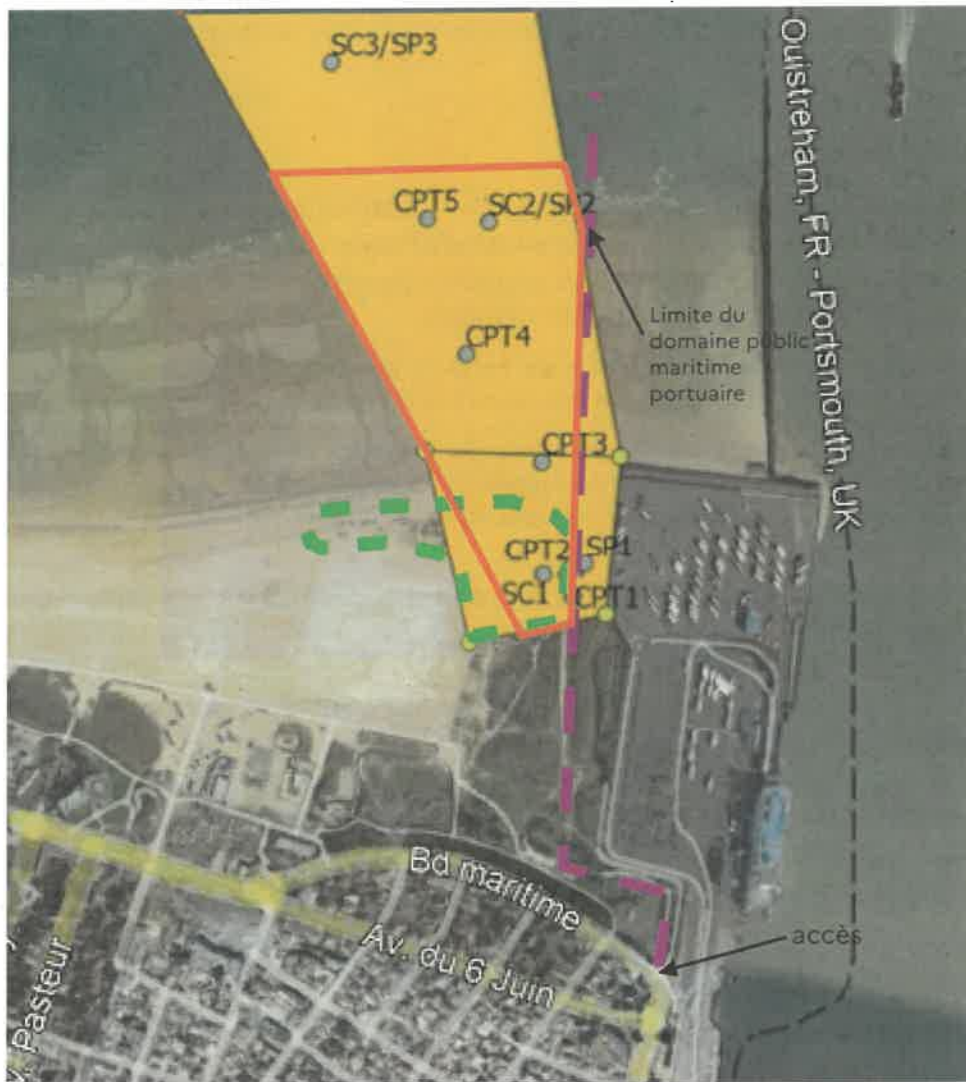 SC3/SP3
CPT5
SC2/SP2
CPT4
Limite du
domaine public
maritime
portuaire
CPT3
CPT2
SP1
SC1
CPT1
Ouistreham, FR - Portsmouth, UK
Bd maritime
Av. du 6 Juin
accès
Pasteur